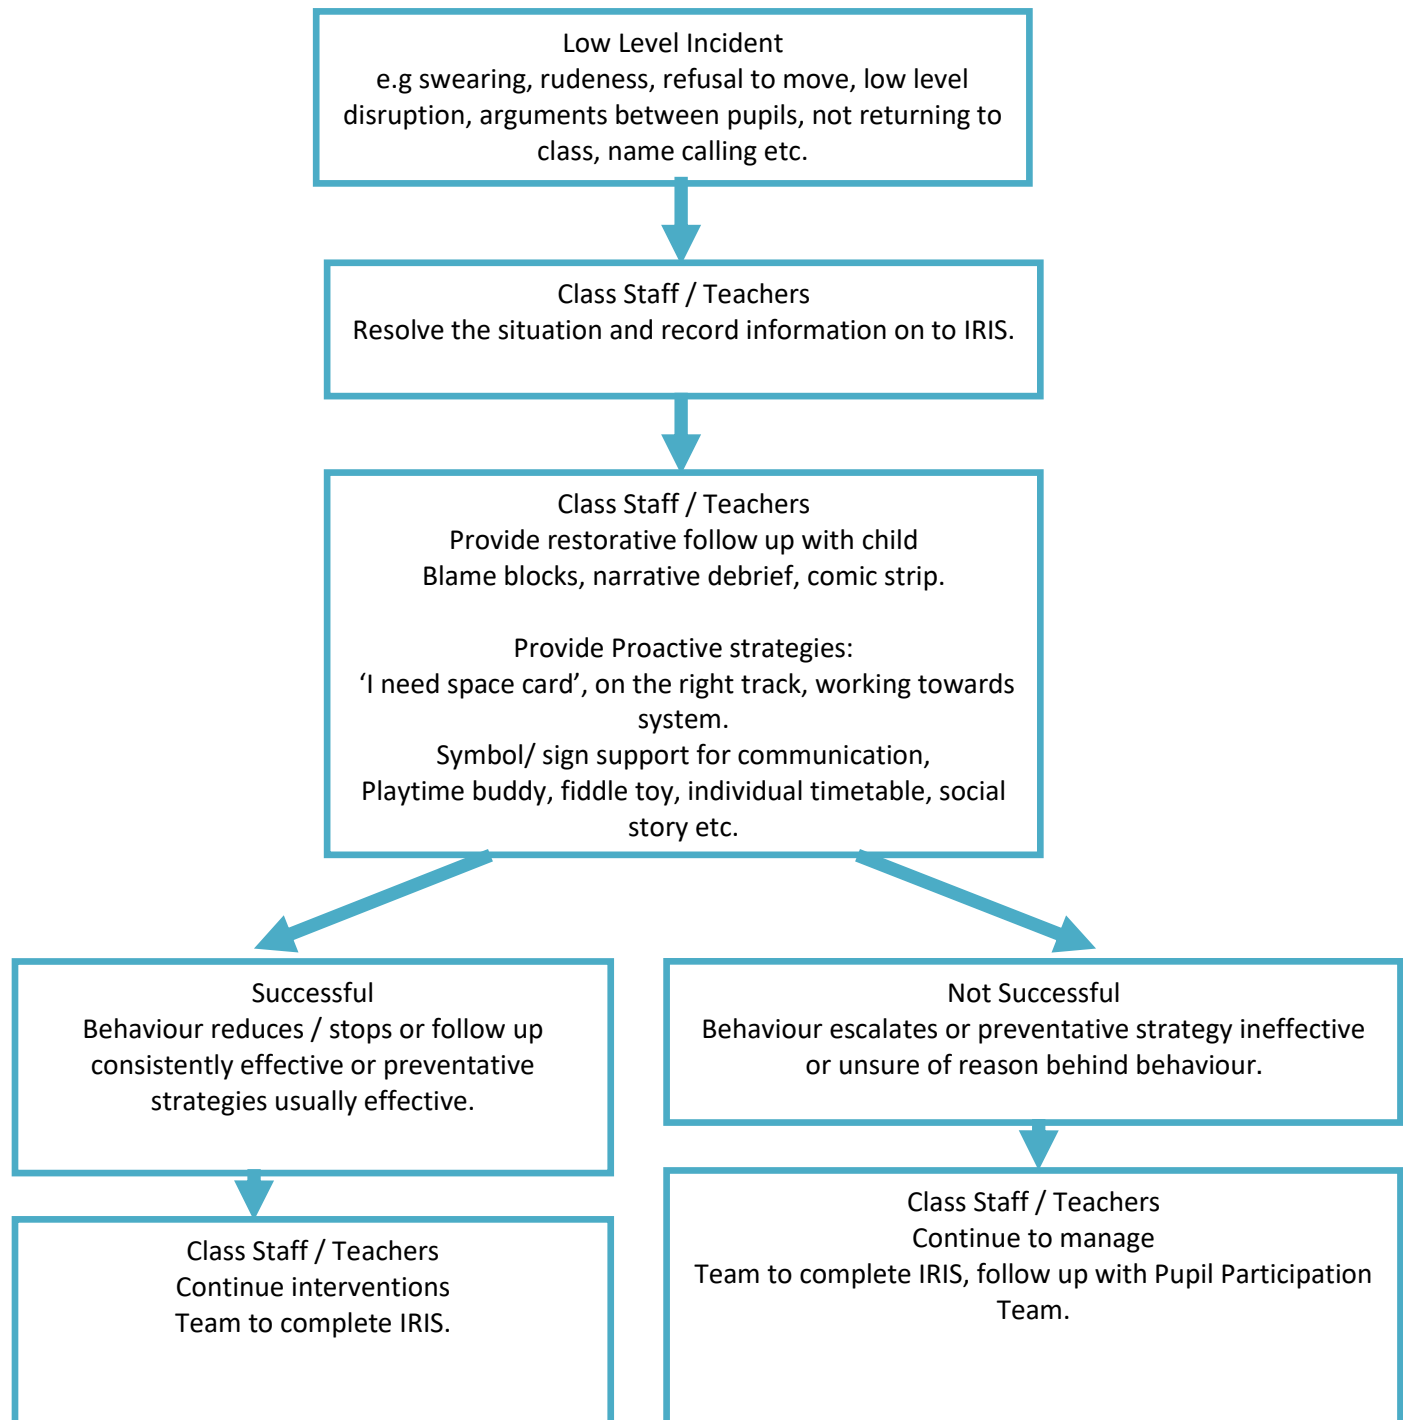 Low Level Incident
e.g swearing, rudeness, refusal to move, low level
disruption, arguments between pupils, not returning to
class, name calling etc.
Class Staff / Teachers
Resolve the situation and record information on to IRIS.
Class Staff / Teachers
Provide restorative follow up with child
Blame blocks, narrative debrief, comic strip.
Provide Proactive strategies:
‘I need space card’, on the right track, working towards
system.
Symbol/ sign support for communication,
Playtime buddy, fiddle toy, individual timetable, social
story etc.
Successful
Behaviour reduces / stops or follow up
consistently effective or preventative
strategies usually effective.
Class Staff / Teachers
Continue interventions
Team to complete IRIS.
Not Successful
Behaviour escalates or preventative strategy ineffective
or unsure of reason behind behaviour.
Class Staff / Teachers
Continue to manage
Team to complete IRIS, follow up with Pupil Participation
Team.